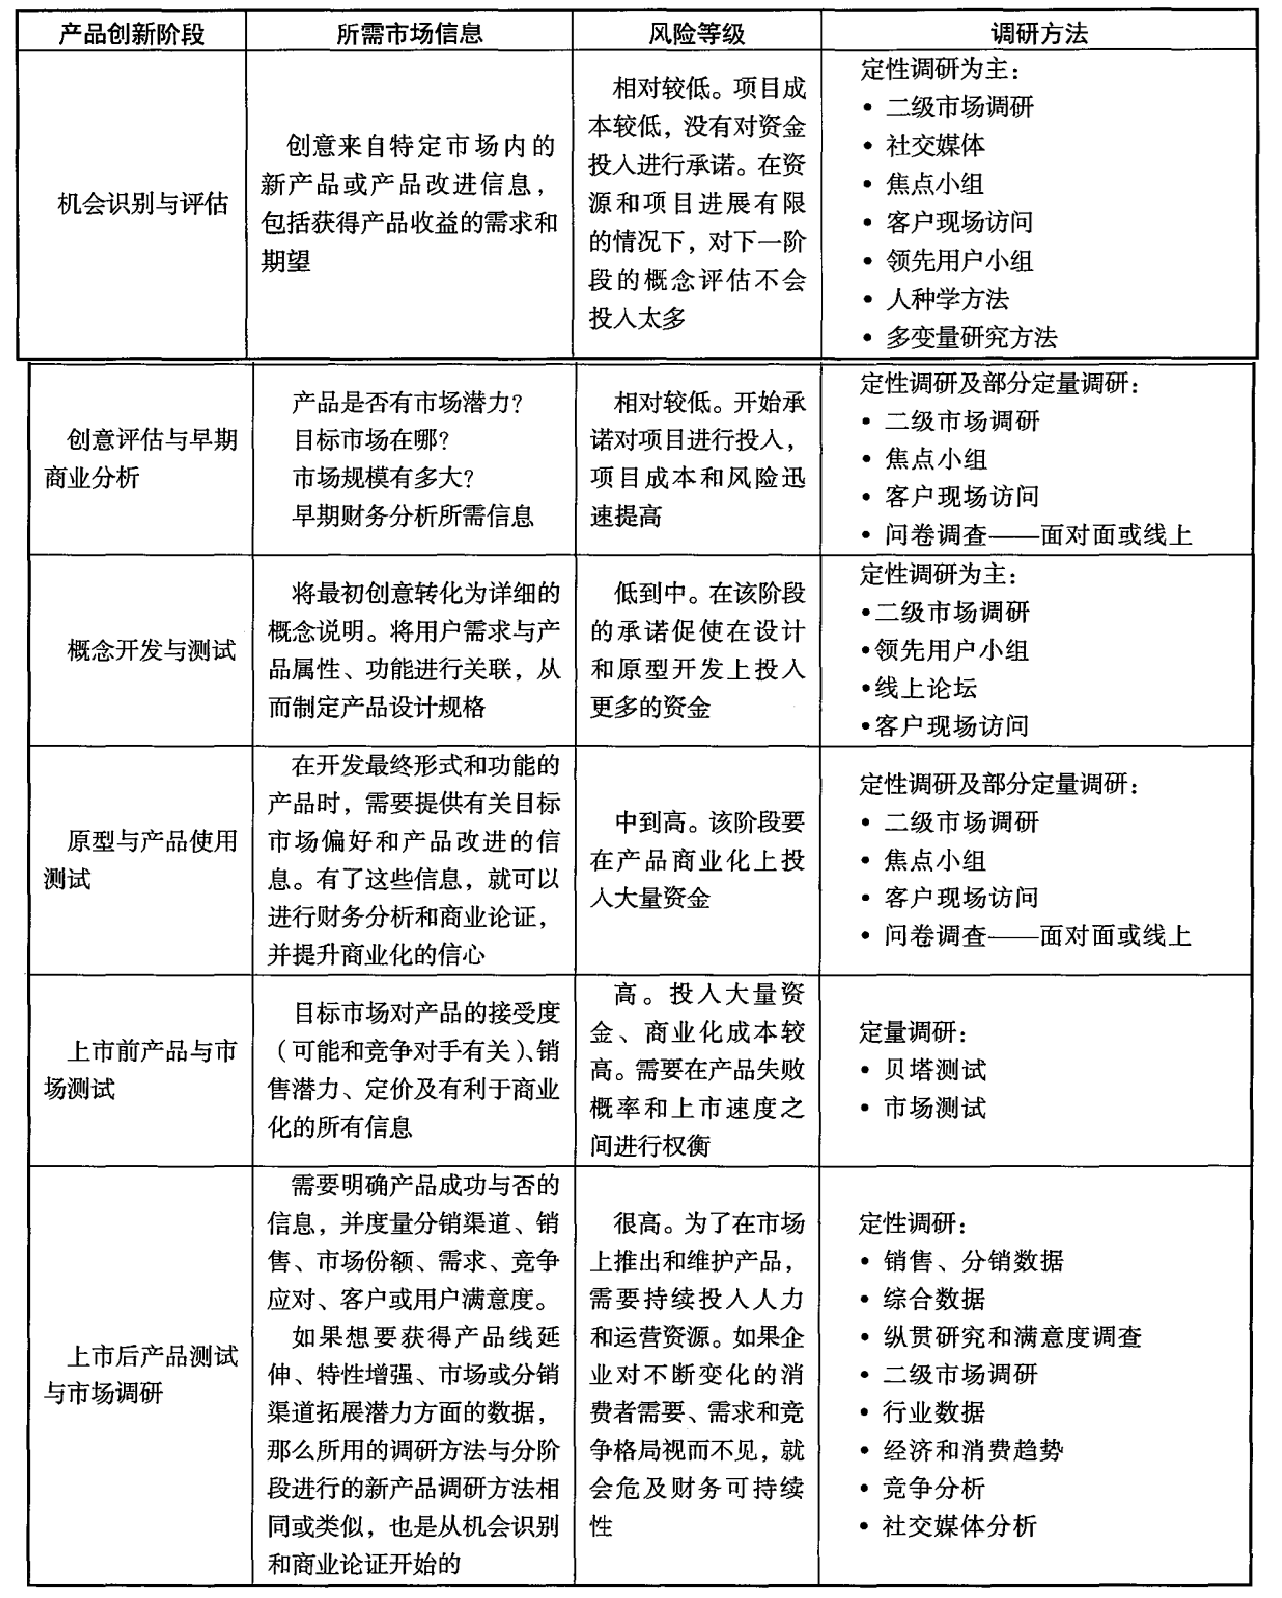 产品创新阶段
所需市场信息
风险等级
调研方法
机会识别与评估
创意来自特定市场内的
新产品或产品改进信息，
包括获得产品收益的需求和
期望
相对较低。项目成
本较低，没有对资金
投入进行承诺。在资
源和项目进展有限
的情况下，对下一阶
段的概念评估不会
投入太多
定性调研为主：
• 二级市场调研
• 社交媒体
• 焦点小组
• 客户现场访问
• 领先用户小组
• 人种学方法
• 多变量研究方法
创意评估与早期
商业分析
产品是否有市场潜力？
目标市场在哪？
市场规模有多大？
早期财务分析所需信息
相对较低。开始承
诺对项目进行投入，
项目成本和风险迅
速提高
定性调研及部分定量调研：
• 二级市场调研
• 焦点小组
• 客户现场访问
• 问卷调查——面对面或线上
概念开发与测试
将最初创意转化为详细的
概念说明。将用户需求与产
品属性、功能进行关联，从
而制定产品设计规格
低到中。在该阶段
的承诺促使在设计
和原型开发上投入
更多的资金
定性调研为主：
•二级市场调研
•领先用户小组
•线上论坛
•客户现场访问
原型与产品使用
测试
在开发最终形式和功能的
产品时，需要提供有关目标
市场偏好和产品改进的信
息。有了这些信息，就可以
进行财务分析和商业论证，
并提升商业化的信心
中到高。该阶段要
在产品商业化上投
入大量资金
定性调研及部分定量调研：
• 二级市场调研
• 焦点小组
• 客户现场访问
• 问卷调查——面对面或线上
上市前产品与市
场测试
目标市场对产品的接受度
（可能和竞争对手有关）、销
售潜力、定价及有利于商业
化的所有信息
高。投入大量资
金、商业化成本较
高。需要在产品失败
概率和上市速度之
间进行权衡
定量调研：
• 贝塔测试
• 市场测试
上市后产品测试
与市场调研
需要明确产品成功与否的
信息，并度量分销渠道、销
售、市场份额、需求、竞争
应对、客户或用户满意度。
如果想要获得产品线延
伸、特性增强、市场或分销
渠道拓展潜力方面的数据，
那么所用的调研方法与分阶
段进行的新产品调研方法相
同或类似，也是从机会识别
和商业论证开始的
很高。为了在市场
上推出和维护产品，
需要持续投入人力
和运营资源。如果企
业对不断变化的消
费者需要、需求和竞
争格局视而不见，就
会危及财务可持续
性
定性调研：
• 销售、分销数据
• 综合数据
• 纵贯研究和满意度调查
• 二级市场调研
• 行业数据
• 经济和消费趋势
• 竞争分析
• 社交媒体分析